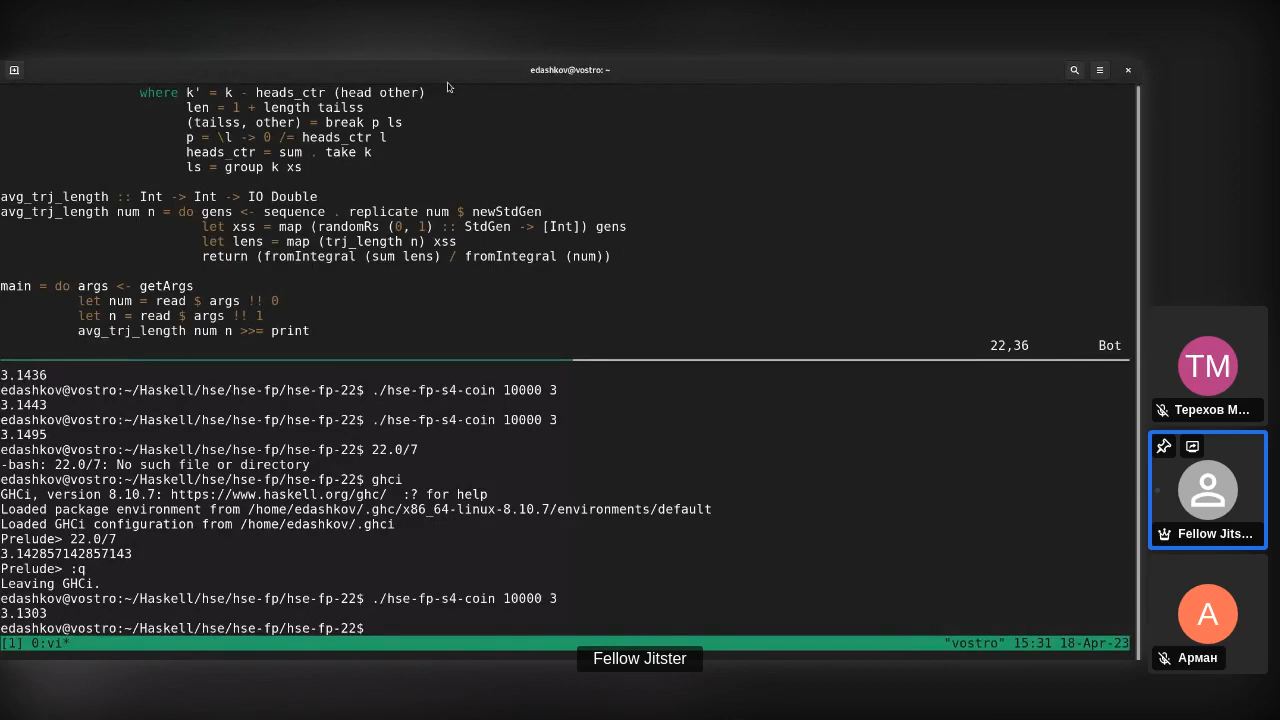 edashkov@vostro: ~
where k' = k - heads_ctr (head other)
len = 1 + length tailss
(tailss, other) = break p ls
p = \l -> 0 /= heads_ctr l
heads_ctr = sum . take k
ls = group k xs
avg_trj_length :: Int -> Int -> IO Double
avg_trj_length num n = do gens <- sequence . replicate num $ newStdGen
let xss = map (randomRs (0, 1) :: StdGen -> [Int]) gens
let lens = map (trj_length n) xss
return (fromIntegral (sum lens) / fromIntegral (num))
main = do args <- getArgs
let num = read $ args !! 0
let n = read $ args !! 1
avg_trj_length num n >>= print
22,36 Bot
3.1436
edashkov@vostro:~/Haskell/hse/hse-fp/hse-fp-22$ ./hse-fp-s4-coin 10000 3
3.1443
edashkov@vostro:~/Haskell/hse/hse-fp/hse-fp-22$ ./hse-fp-s4-coin 10000 3
3.1495
edashkov@vostro:~/Haskell/hse/hse-fp/hse-fp-22$ 22.0/7
-bash: 22.0/7: No such file or directory
edashkov@vostro:~/Haskell/hse/hse-fp/hse-fp-22$ ghci
GHCi, version 8.10.7: https://www.haskell.org/ghc/  :? for help
Loaded package environment from /home/edashkov/.ghc/x86_64-linux-8.10.7/environments/default
Loaded GHCi configuration from /home/edashkov/.ghci
Prelude> 22.0/7
3.142857142857143
Prelude> :q
Leaving GHCi.
edashkov@vostro:~/Haskell/hse/hse-fp/hse-fp-22$ ./hse-fp-s4-coin 10000 3
3.1303
edashkov@vostro:~/Haskell/hse/hse-fp/hse-fp-22$
[1] 0:vi* "vostro" 15:31 18-Apr-23
Fellow Jitster
TM
Терехов М...
Fellow Jits...
A
Арман